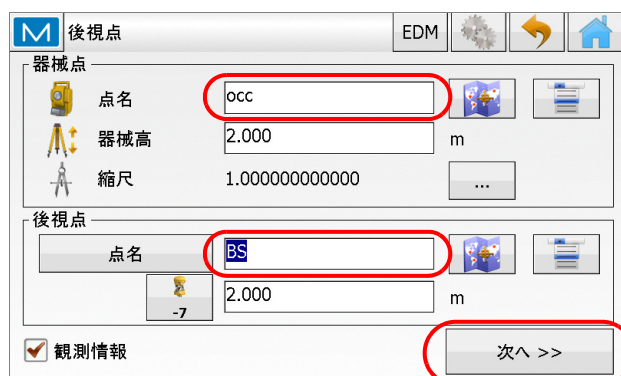 後視点 EDM
器械点
点名 occ
器械高 2.000 m
縮尺 1.000000000000 ...
後視点
点名 BS
-7 2.000 m
観測情報 次へ >>